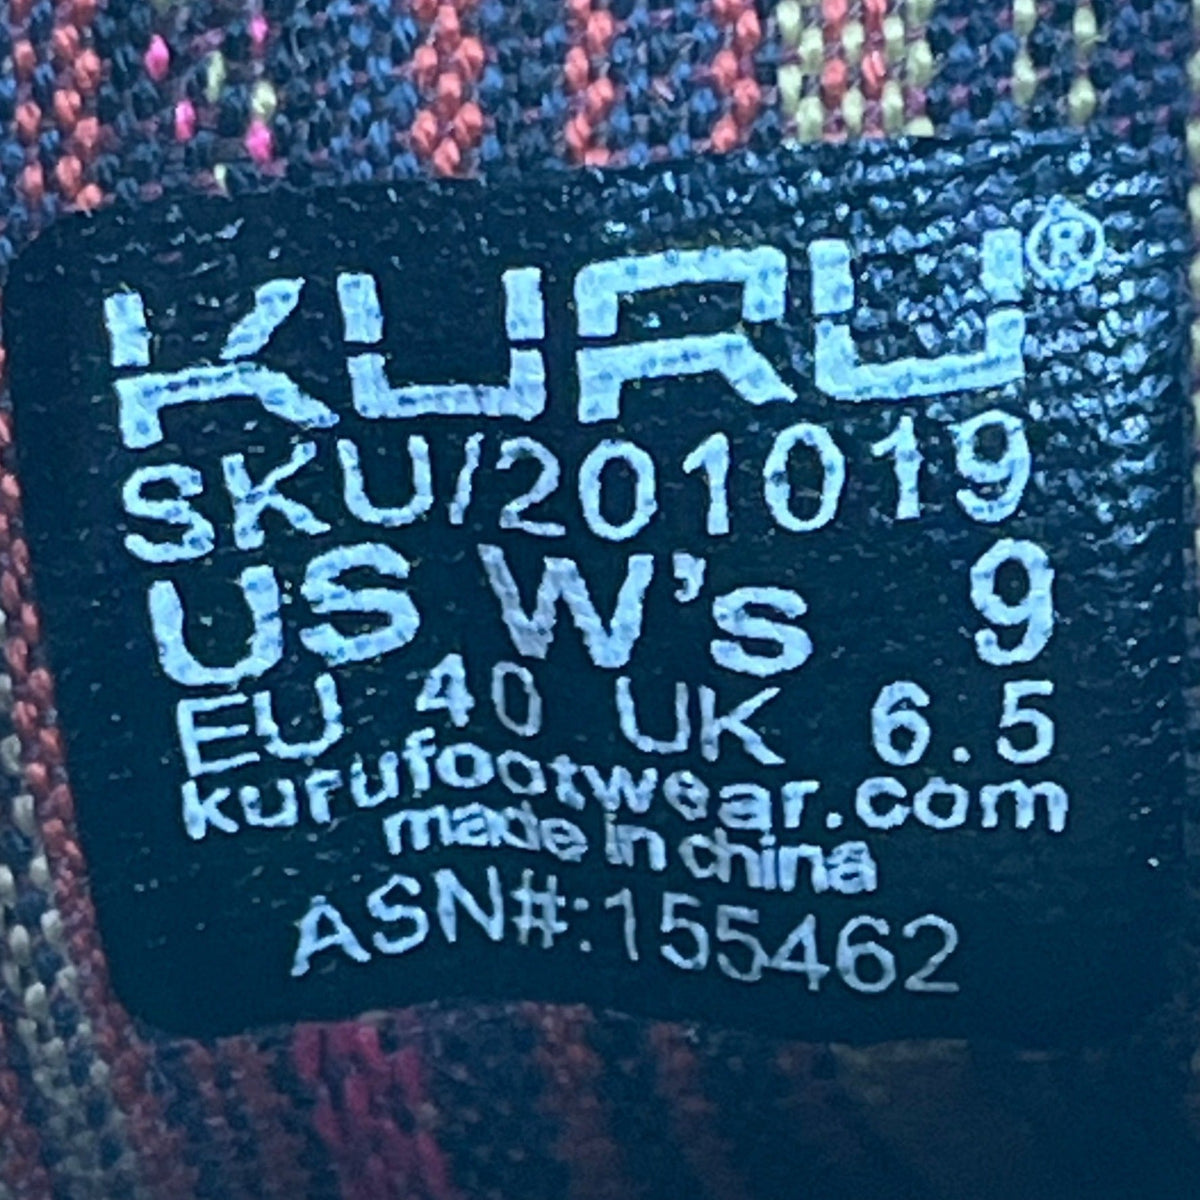 KURU®
SKU/201019
US W's 9
EU 40 UK 6.5
kurufootwear.com
made in china
ASN#:155462